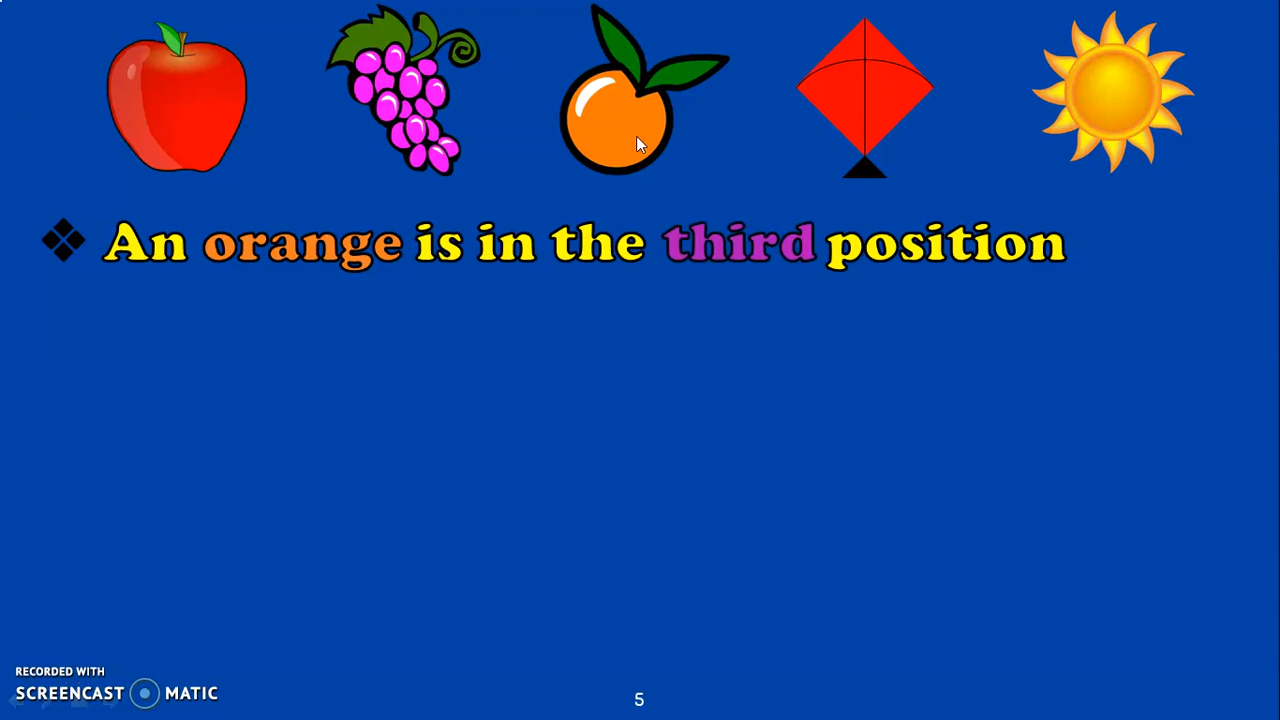 An orange is in the third position
RECORDED WITH
SCREENCAST MATIC
5